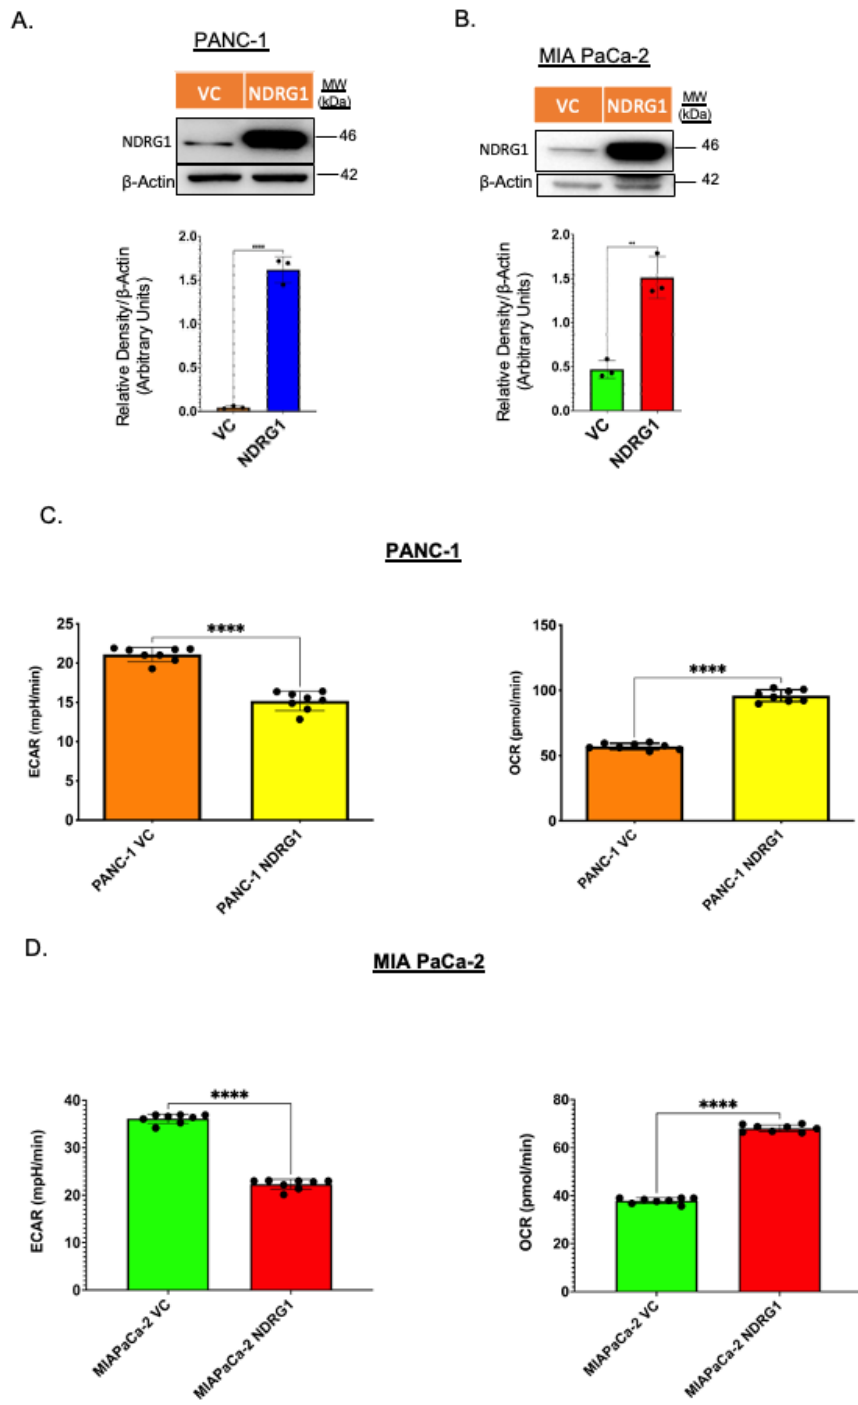 A.
PANC-1
VC NDRG1 MW (kDa)
NDRG1 46
β-Actin 42
Relative Density/β-Actin
(Arbitrary Units)
2.0
1.5
1.0
0.5
0.0
****
VC
NDRG1
B.
MIA PaCa-2
VC NDRG1 MW (kDa)
NDRG1 46
β-Actin 42
Relative Density/β-Actin
(Arbitrary Units)
2.0
1.5
1.0
0.5
0.0
**
VC
NDRG1
C.
PANC-1
ECAR (mpH/min)
25
20
15
10
5
0
****
PANC-1 VC
PANC-1 NDRG1
OCR (pmol/min)
150
100
50
0
****
PANC-1 VC
PANC-1 NDRG1
D.
MIA PaCa-2
ECAR (mpH/min)
40
30
20
10
0
****
MIAPaCa-2 VC
MIAPaCa-2 NDRG1
OCR (pmol/min)
80
60
40
20
0
****
MIAPaCa-2 VC
MIAPaCa-2 NDRG1